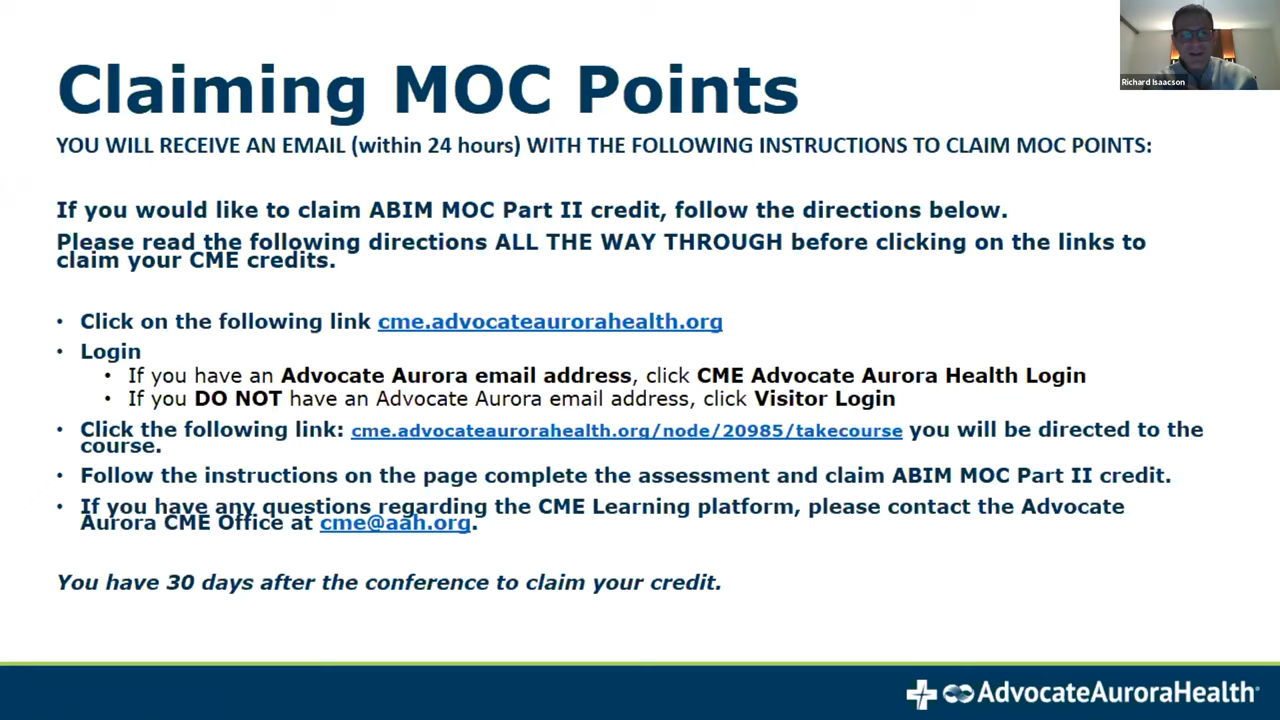 Richard Isaacson
Claiming MOC Points
YOU WILL RECEIVE AN EMAIL (within 24 hours) WITH THE FOLLOWING INSTRUCTIONS TO CLAIM MOC POINTS:
If you would like to claim ABIM MOC Part II credit, follow the directions below.
Please read the following directions ALL THE WAY THROUGH before clicking on the links to
claim your CME credits.
• Click on the following link cme.advocateaurorahealth.org
• Login
• If you have an Advocate Aurora email address, click CME Advocate Aurora Health Login
• If you DO NOT have an Advocate Aurora email address, click Visitor Login
• Click the following link: cme.advocateaurorahealth.org/node/20985/takecourse you will be directed to the
course.
• Follow the instructions on the page complete the assessment and claim ABIM MOC Part II credit.
• If you have any questions regarding the CME Learning platform, please contact the Advocate
Aurora CME Office at cme@aah.org.
You have 30 days after the conference to claim your credit.
AdvocateAuroraHealth